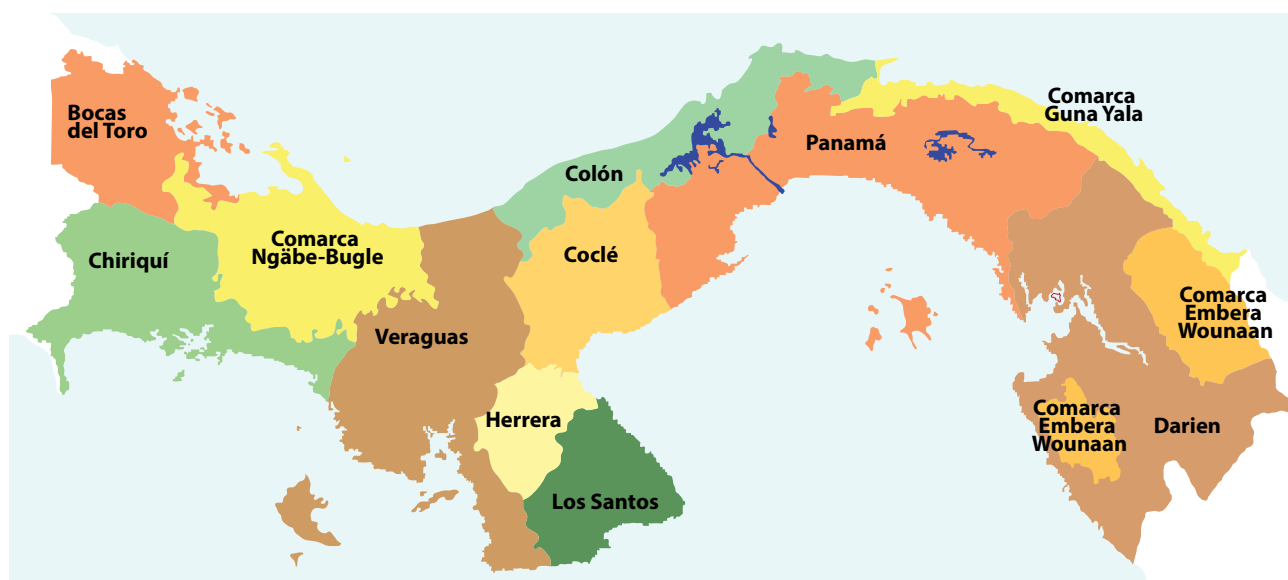 Bocas
del Toro
Chiriquí
Comarca
Ngäbe-Bugle
Veraguas
Colón
Coclé
Herrera
Los Santos
Panamá
Comarca
Guna Yala
Comarca
Embera
Wounaan
Comarca
Embera
Wounaan
Darien